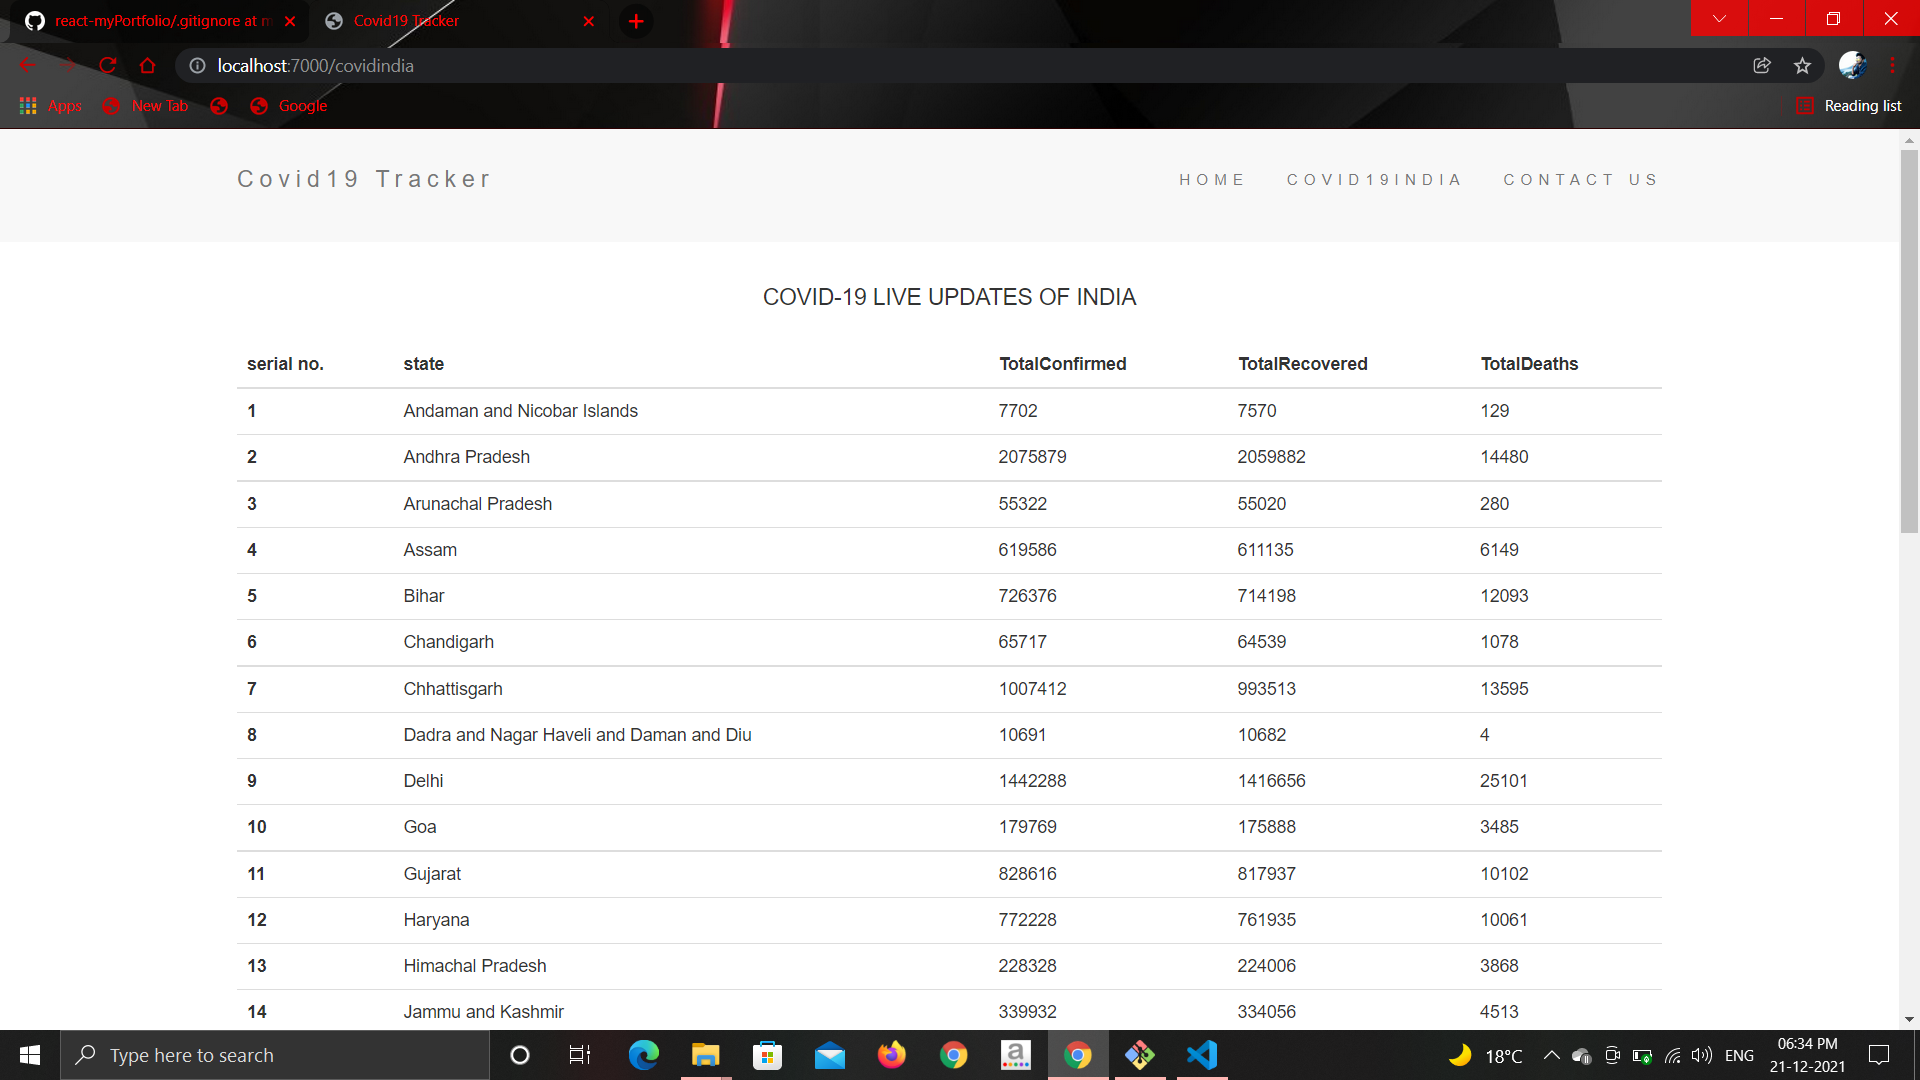 react-myPortfolio/.gitignore at m
Covid19 Tracker
localhost:7000/covidindia
Apps New Tab Google Reading list
Covid19 Tracker HOME COVID19INDIA CONTACT US
COVID-19 LIVE UPDATES OF INDIA
serial no. state TotalConfirmed TotalRecovered TotalDeaths
1 Andaman and Nicobar Islands 7702 7570 129
2 Andhra Pradesh 2075879 2059882 14480
3 Arunachal Pradesh 55322 55020 280
4 Assam 619586 611135 6149
5 Bihar 726376 714198 12093
6 Chandigarh 65717 64539 1078
7 Chhattisgarh 1007412 993513 13595
8 Dadra and Nagar Haveli and Daman and Diu 10691 10682 4
9 Delhi 1442288 1416656 25101
10 Goa 179769 175888 3485
11 Gujarat 828616 817937 10102
12 Haryana 772228 761935 10061
13 Himachal Pradesh 228328 224006 3868
14 Jammu and Kashmir 339932 334056 4513
Type here to search
a
18°C
ENG
06:34 PM
21-12-2021